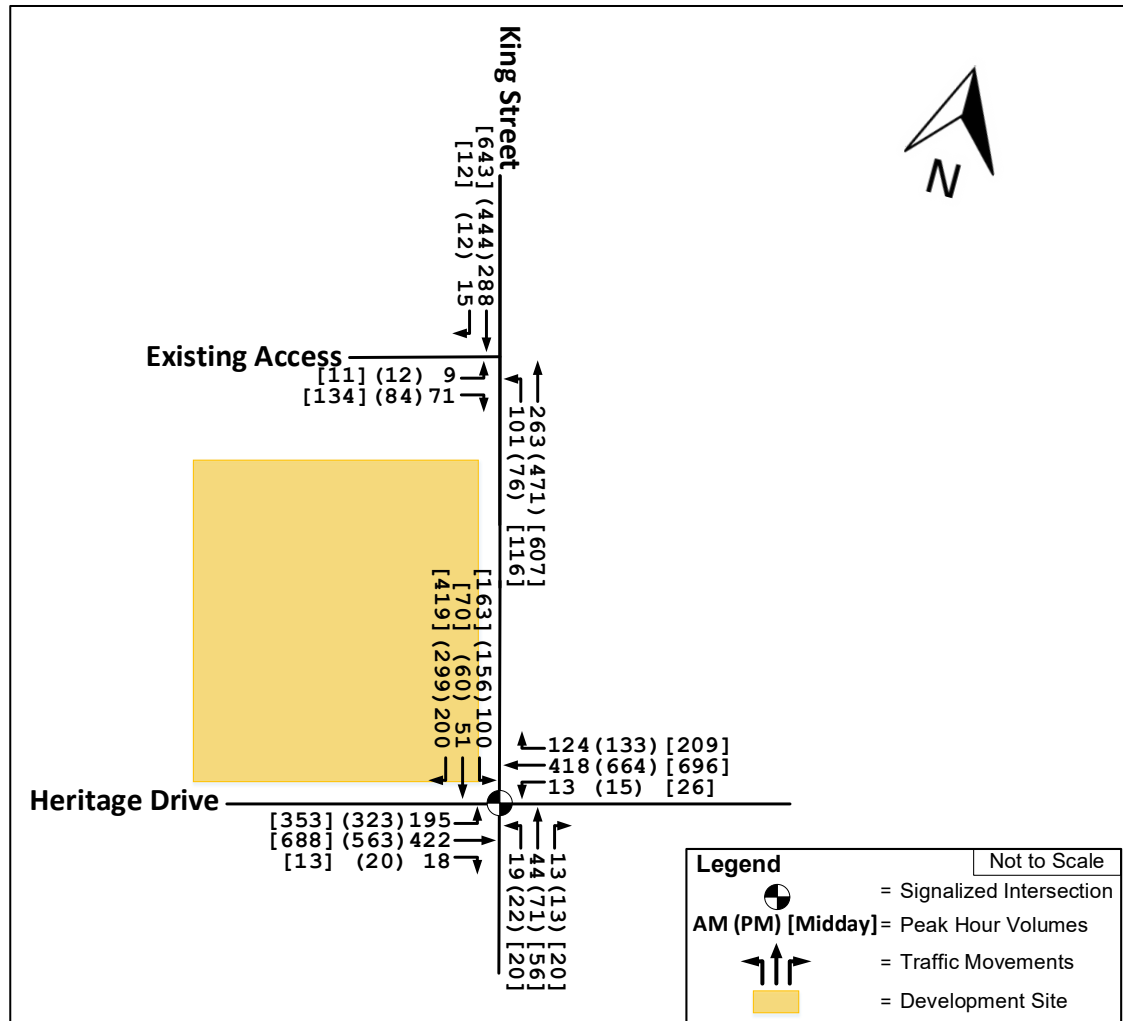 King Street
[643] (444) 288
[12] (12) 15
N
Existing Access
[11] (12) 9
[134] (84) 71
263 (471) [607]
101 (76) [116]
[163] (156) 100
[70] (60) 51
[419] (299) 200
124 (133) [209]
418 (664) [696]
13 (15) [26]
Heritage Drive
[353] (323) 195
[688] (563) 422
[13] (20) 18
13 (13) [20]
44 (71) [56]
19 (22) [20]
Legend
Not to Scale
= Signalized Intersection
AM (PM) [Midday] = Peak Hour Volumes
= Traffic Movements
= Development Site